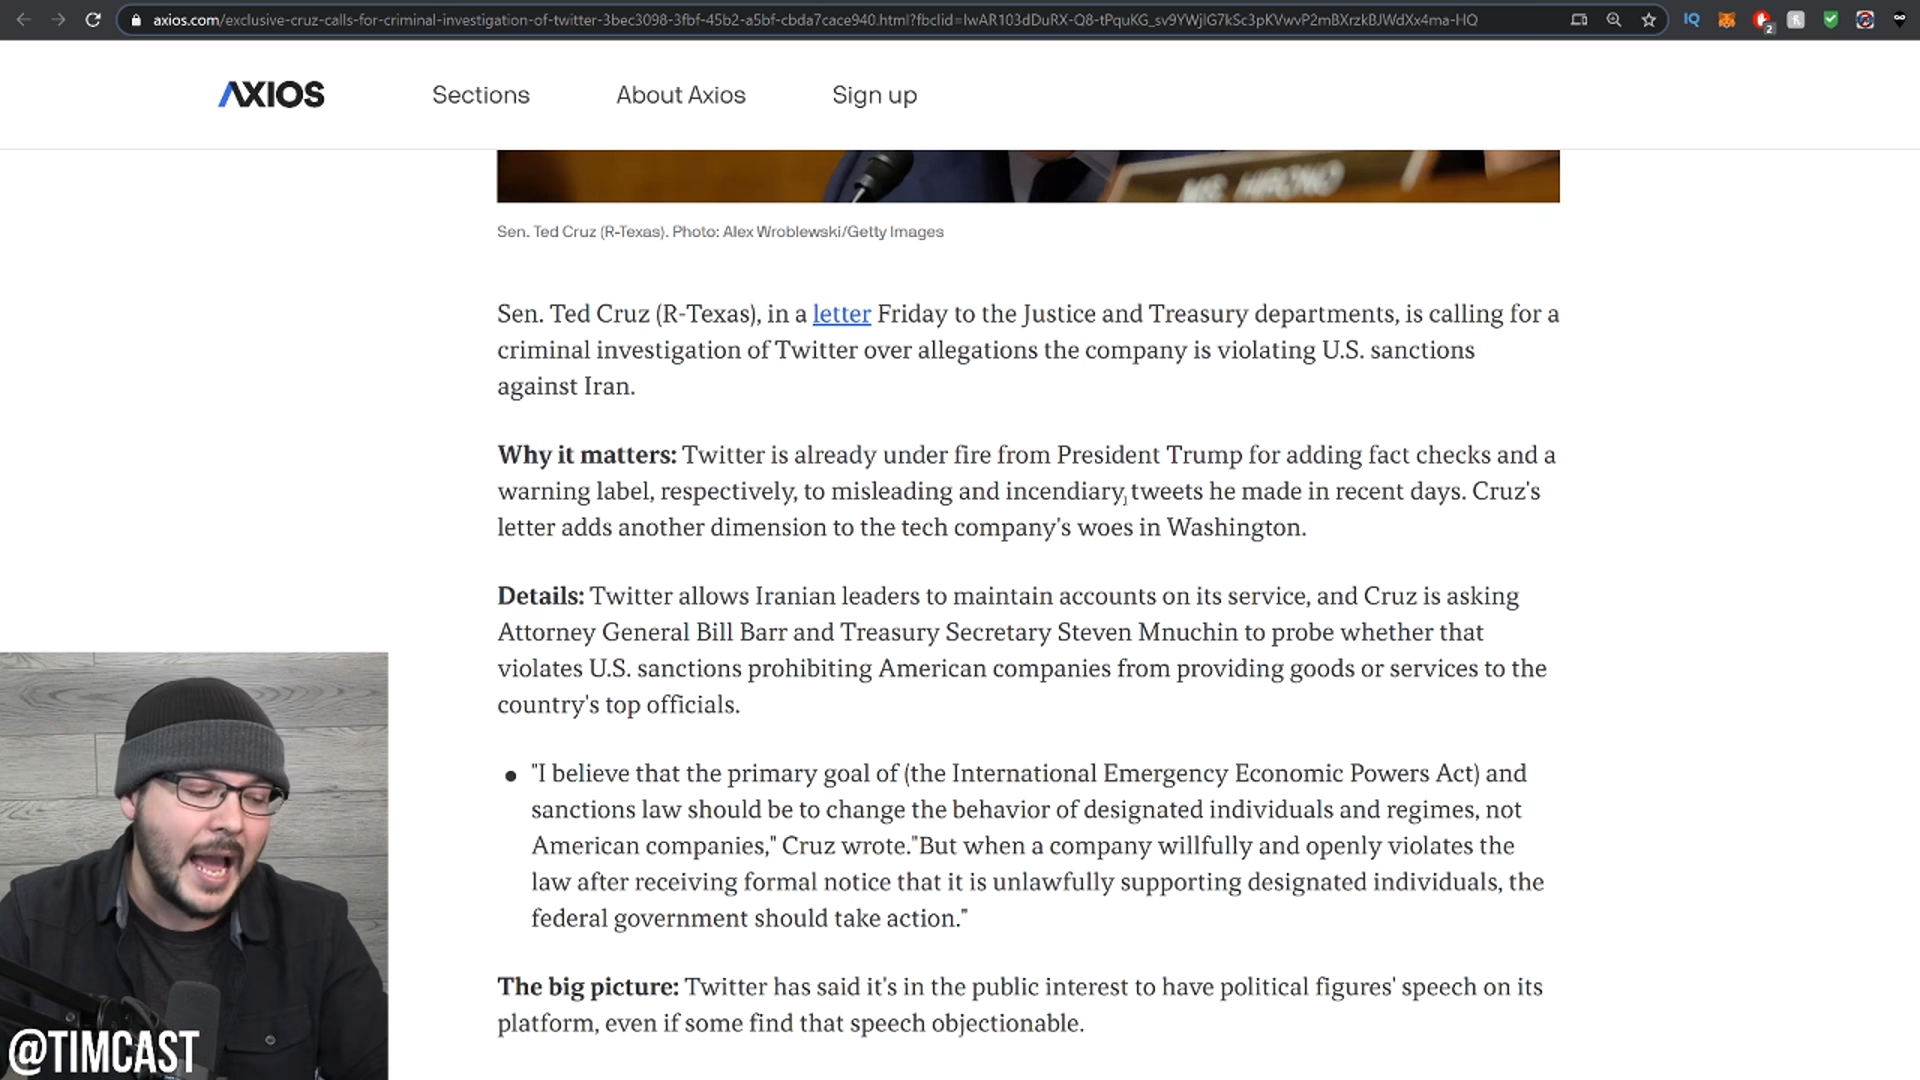 axios.com/exclusive-cruz-calls-for-criminal-investigation-of-twitter-3bec3098-3fbf-45b2-a5bf-cbda7cace940.html?fbclid=IwAR103dDuRX-Q8-tPquKG_sv9YWjlG7kSc3pKVwvP2mBXrzkBJWdXx4ma-HQ
IQ
2
AXIOS
Sections
About Axios
Sign up
MS. HIRONO
Sen. Ted Cruz (R-Texas). Photo: Alex Wroblewski/Getty Images
Sen. Ted Cruz (R-Texas), in a letter Friday to the Justice and Treasury departments, is calling for a
criminal investigation of Twitter over allegations the company is violating U.S. sanctions
against Iran.
Why it matters: Twitter is already under fire from President Trump for adding fact checks and a
warning label, respectively, to misleading and incendiary tweets he made in recent days. Cruz's
letter adds another dimension to the tech company's woes in Washington.
Details: Twitter allows Iranian leaders to maintain accounts on its service, and Cruz is asking
Attorney General Bill Barr and Treasury Secretary Steven Mnuchin to probe whether that
violates U.S. sanctions prohibiting American companies from providing goods or services to the
country's top officials.
• "I believe that the primary goal of (the International Emergency Economic Powers Act) and
sanctions law should be to change the behavior of designated individuals and regimes, not
American companies," Cruz wrote."But when a company willfully and openly violates the
law after receiving formal notice that it is unlawfully supporting designated individuals, the
federal government should take action."
The big picture: Twitter has said it's in the public interest to have political figures' speech on its
platform, even if some find that speech objectionable.
@TIMCAST